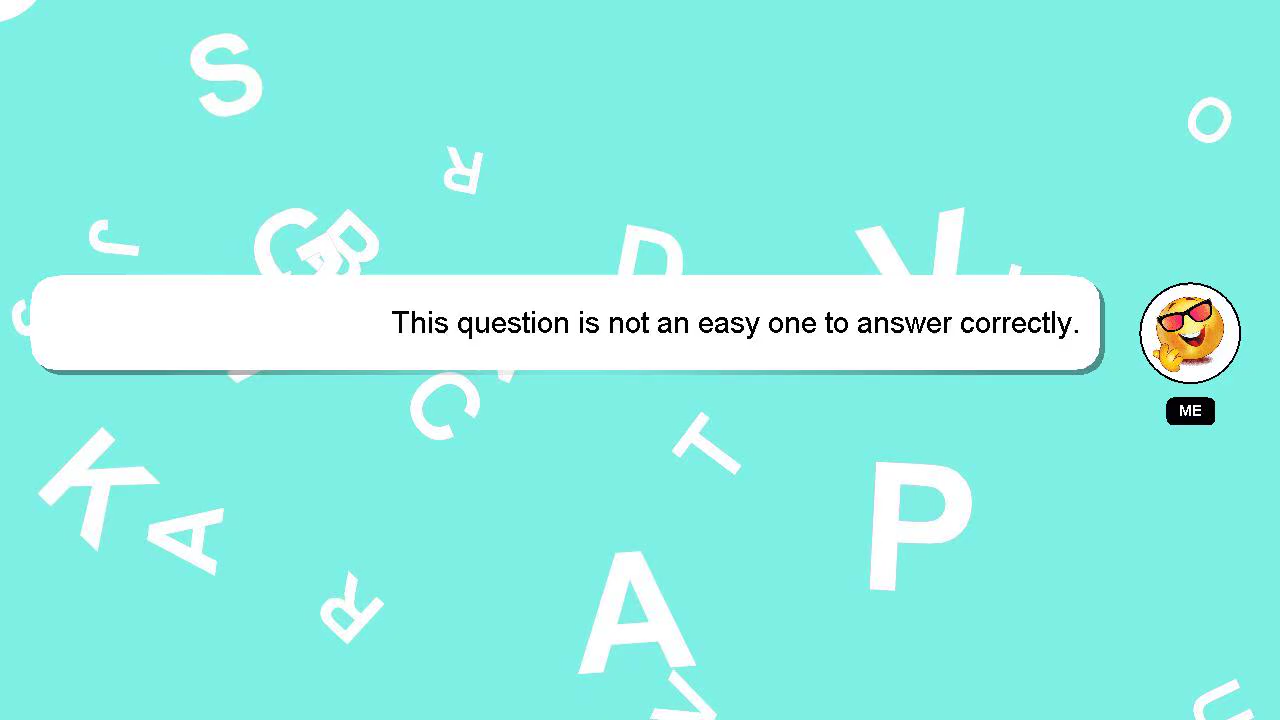 S
O
R
J
G
B
D
V
S
This question is not an easy one to answer correctly.
ME
C
T
K
P
A
A
R
U